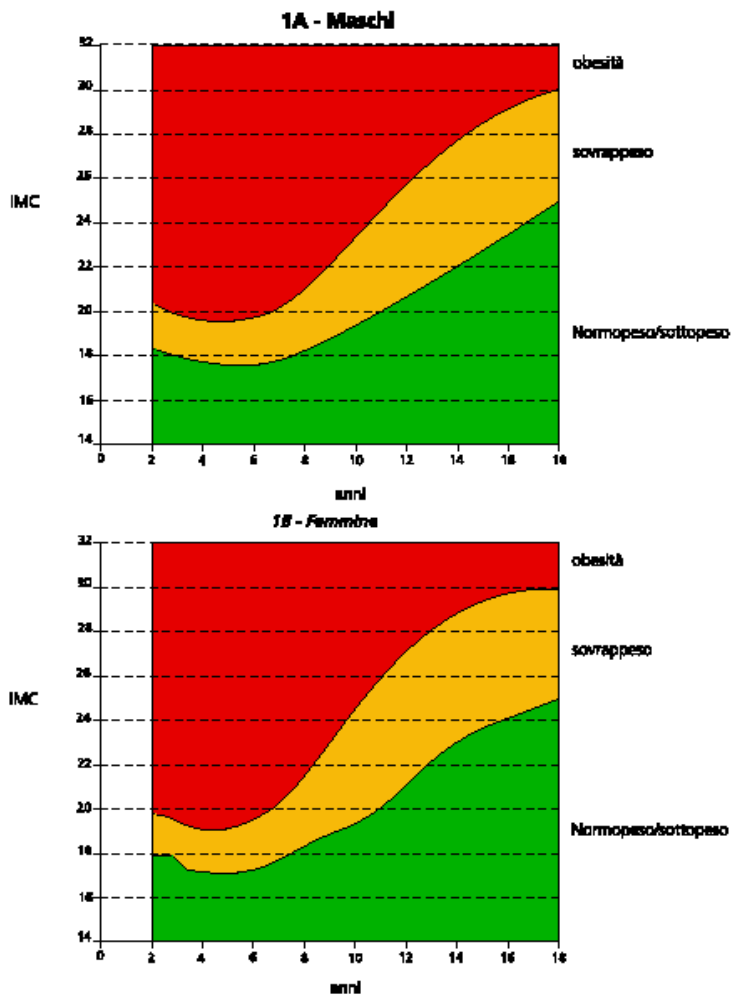 1A - Maschi
32
obesità
30
28
sovrappeso
26
IMC
24
22
20
Normopeso/sottopeso
18
16
14
0 2 4 6 8 10 12 14 16 18
anni
1B - Femmine
32
obesità
30
28
sovrappeso
26
IMC
24
22
20
Normopeso/sottopeso
18
16
14
0 2 4 6 8 10 12 14 16 18
anni